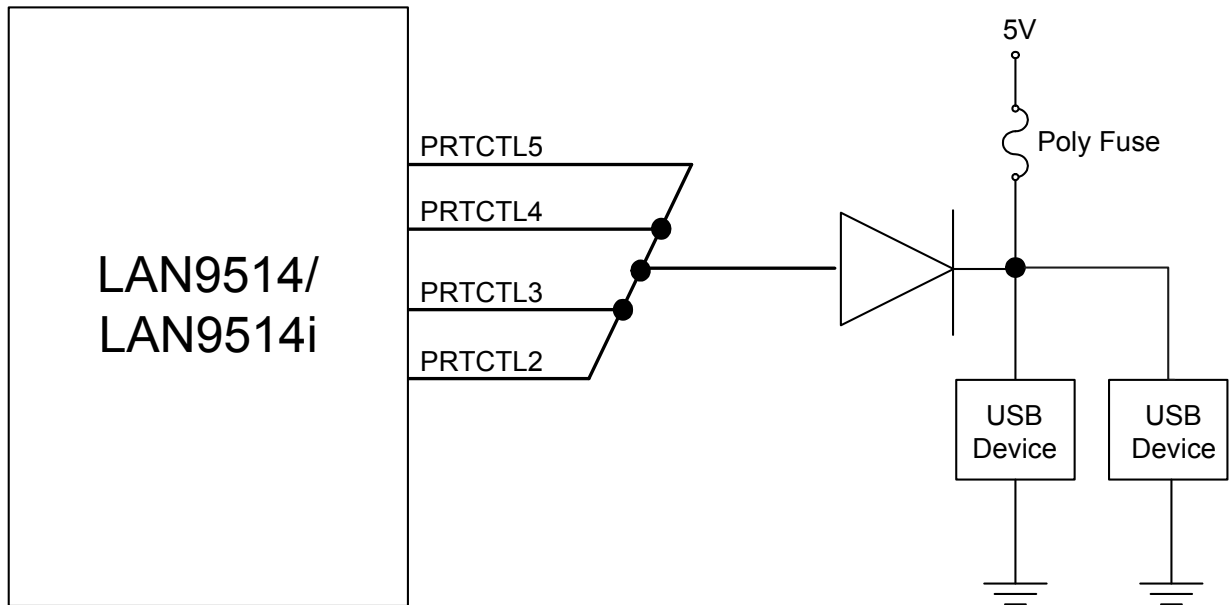 5V
Poly Fuse
PRTCTL5
PRTCTL4
PRTCTL3
PRTCTL2
LAN9514/
LAN9514i
USB
Device
USB
Device